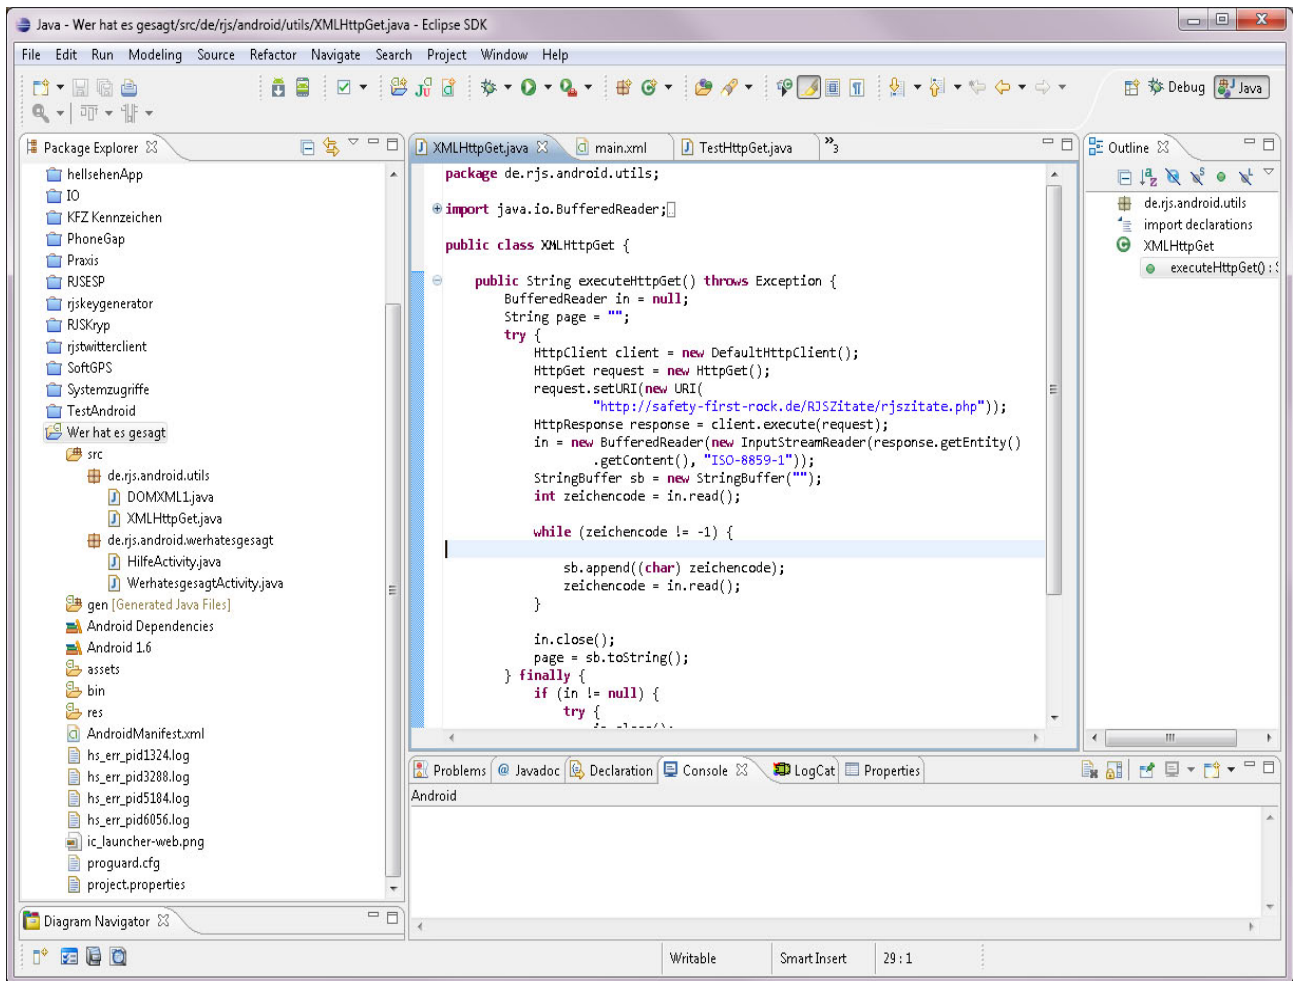 Java - Wer hat es gesagt/src/de/rjs/android/utils/XMLHttpGet.java - Eclipse SDK
File Edit Run Modeling Source Refactor Navigate Search Project Window Help
Debug Java
Package Explorer
hellsehenApp
IO
KFZ Kennzeichen
PhoneGap
Praxis
RJSESP
rjskeygenerator
RJSKryp
rjstwitterclient
SoftGPS
Systemzugriffe
TestAndroid
Wer hat es gesagt
src
de.rjs.android.utils
DOMXML1.java
XMLHttpGet.java
de.rjs.android.werhatesgesagt
HilfeActivity.java
WerhatesgesagtActivity.java
gen [Generated Java Files]
Android Dependencies
Android 1.6
assets
bin
res
AndroidManifest.xml
hs_err_pid1324.log
hs_err_pid3288.log
hs_err_pid5184.log
hs_err_pid6056.log
ic_launcher-web.png
proguard.cfg
project.properties
Diagram Navigator
XMLHttpGet.java main.xml TestHttpGet.java »3
package de.rjs.android.utils;
import java.io.BufferedReader;
public class XMLHttpGet {
public String executeHttpGet() throws Exception {
BufferedReader in = null;
String page = "";
try {
HttpClient client = new DefaultHttpClient();
HttpGet request = new HttpGet();
request.setURI(new URI(
"http://safety-first-rock.de/RJSZitate/rjszitate.php"));
HttpResponse response = client.execute(request);
in = new BufferedReader(new InputStreamReader(response.getEntity()
.getContent(), "ISO-8859-1"));
StringBuffer sb = new StringBuffer("");
int zeichencode = in.read();
while (zeichencode != -1) {
sb.append((char) zeichencode);
zeichencode = in.read();
}
in.close();
page = sb.toString();
} finally {
if (in != null) {
try {
in.close();
Outline
de.rjs.android.utils
import declarations
XMLHttpGet
executeHttpGet() : S
Problems @ Javadoc Declaration Console LogCat Properties
Android
Writable Smart Insert 29 : 1